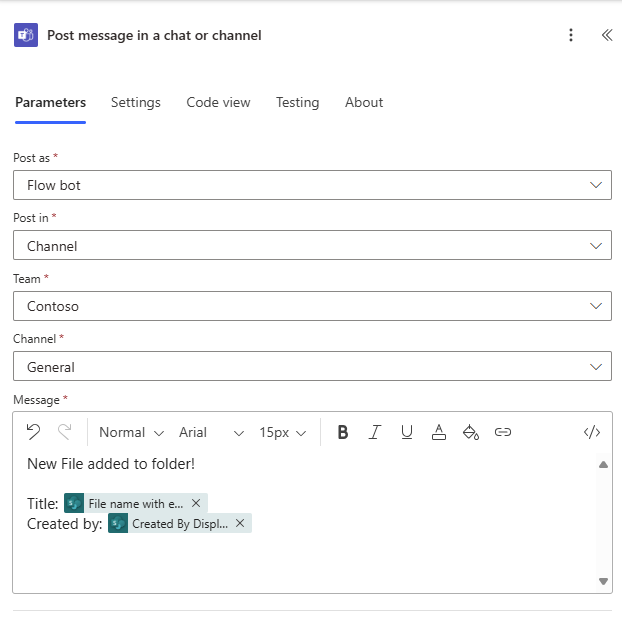 Post message in a chat or channel
Parameters Settings Code view Testing About
Post as *
Flow bot
Post in *
Channel
Team *
Contoso
Channel *
General
Message *
Normal Arial 15px B I U A </>
New File added to folder!
Title: File name with e... ×
Created by: Created By Displ... ×